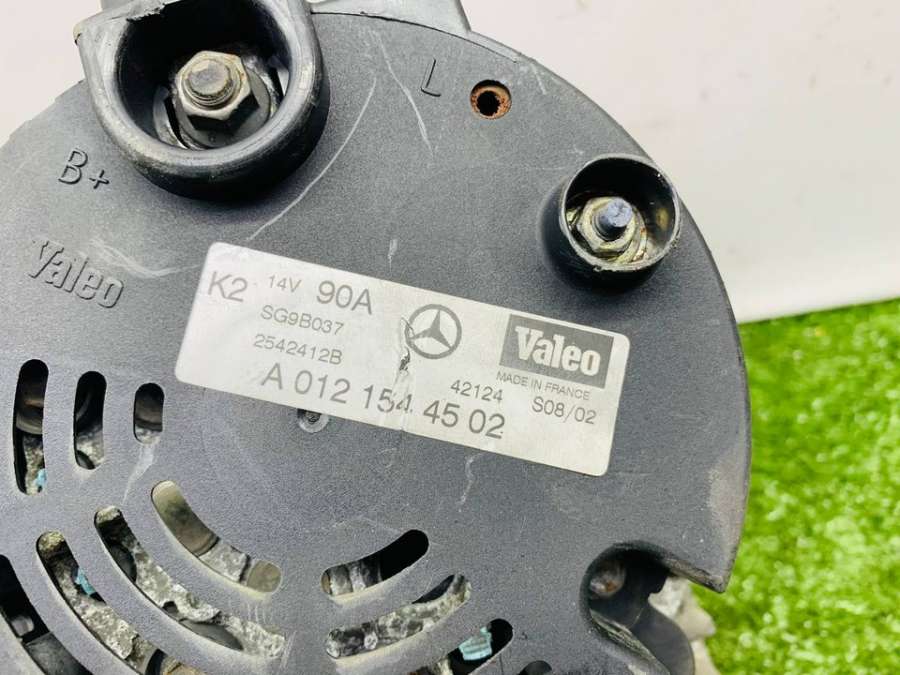 L
B+
Valeo
K2 14V 90A
SG9B037
2542412B
Valeo
MADE IN FRANCE
42124 S08/02
A 012 154 45 02